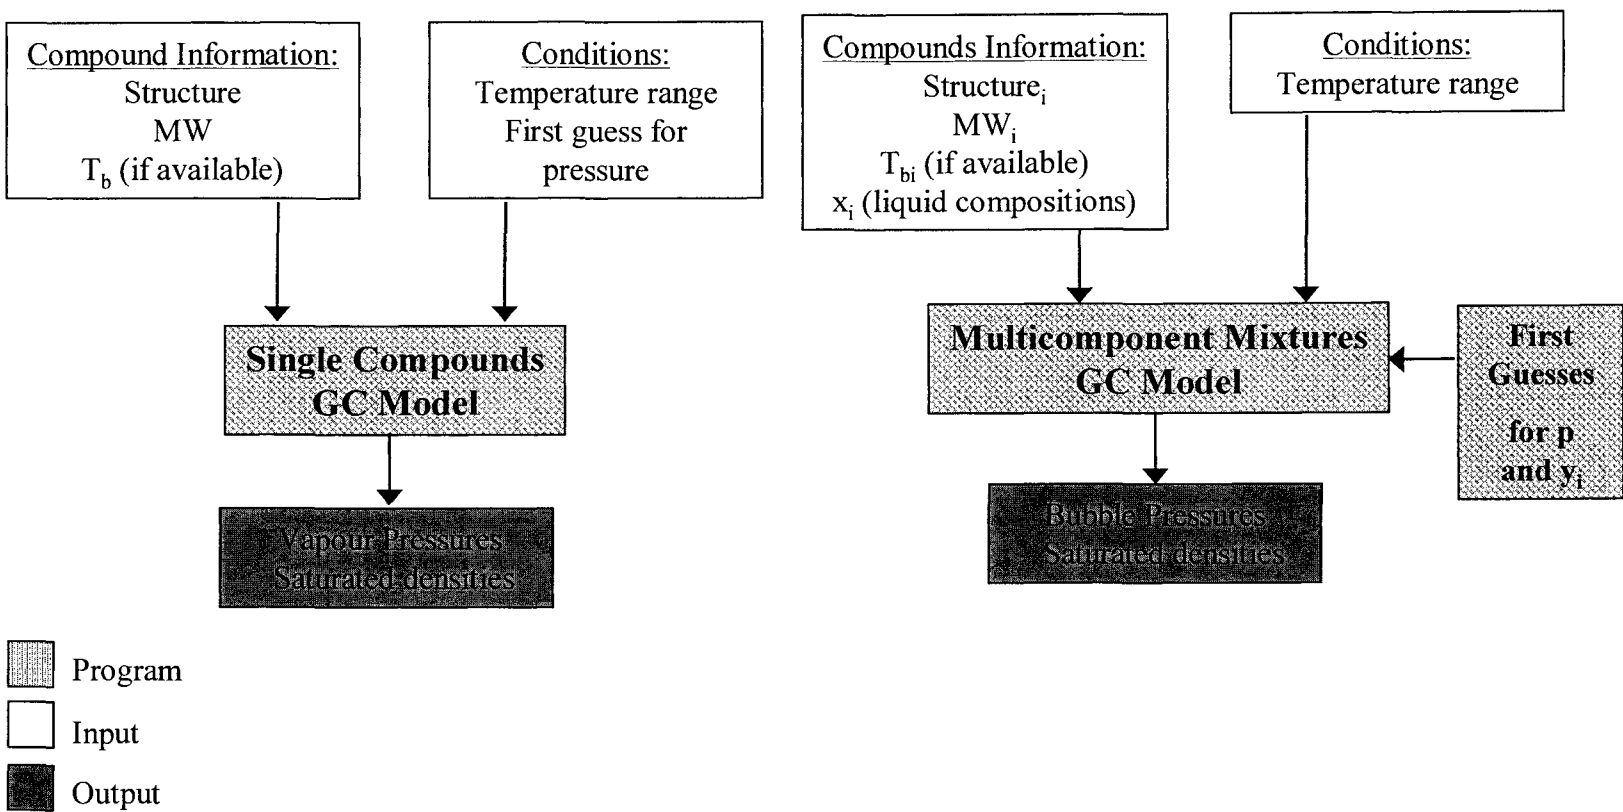 Compound Information:
Structure
MW
T_b (if available)
Conditions:
Temperature range
First guess for
pressure
Compounds Information:
Structure_i
MW_i
T_bi (if available)
x_i (liquid compositions)
Conditions:
Temperature range
Single Compounds
GC Model
Multicomponent Mixtures
GC Model
First
Guesses
for p
and y_i
Vapour Pressures
Saturated densities
Bubble Pressures
Saturated densities
Program
Input
Output